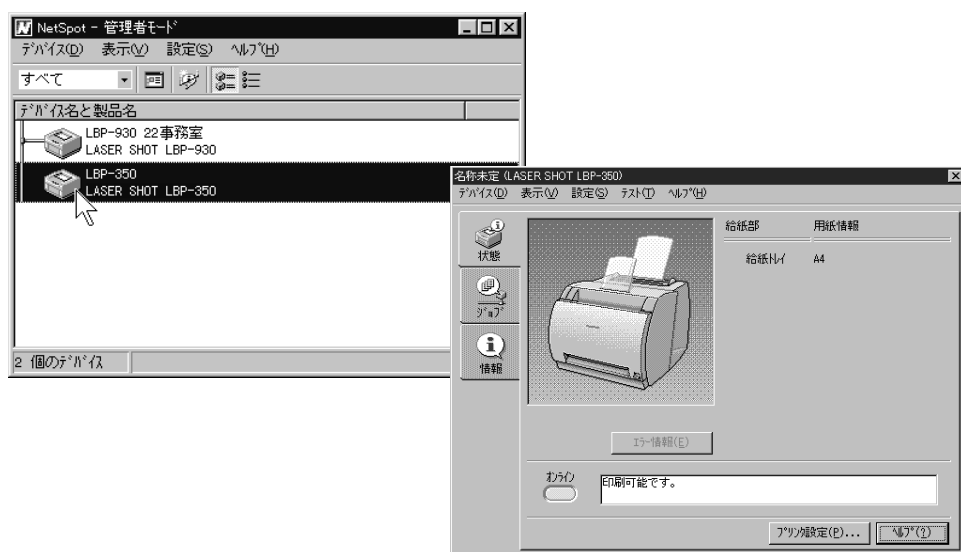 NetSpot - 管理者モード
デバイス(D) 表示(V) 設定(S) ヘルプ(H)
すべて
デバイス名と製品名
LBP-930 22事務室
LASER SHOT LBP-930
LBP-350
LASER SHOT LBP-350
2 個のデバイス
名称未定 (LASER SHOT LBP-350)
デバイス(D) 表示(V) 設定(S) テスト(T) ヘルプ(H)
状態
ジョブ
情報
給紙部 用紙情報
給紙トレイ A4
エラー情報(E)
オンライン
印刷可能です。
プリンタ設定(P)... ヘルプ(?)